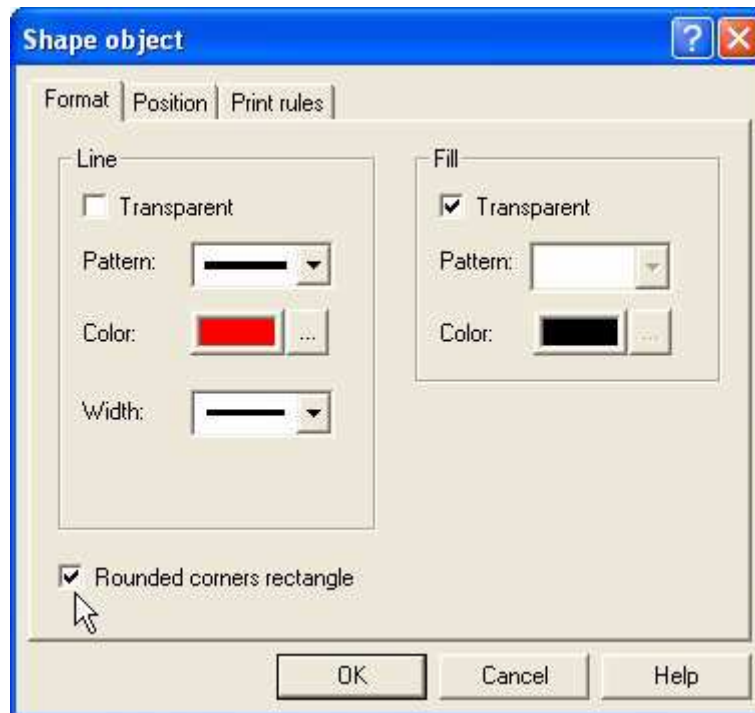 Shape object
Format Position Print rules
Line
Transparent
Pattern:
Color:
...
Width:
Fill
Transparent
Pattern:
Color:
...
Rounded corners rectangle
OK Cancel Help